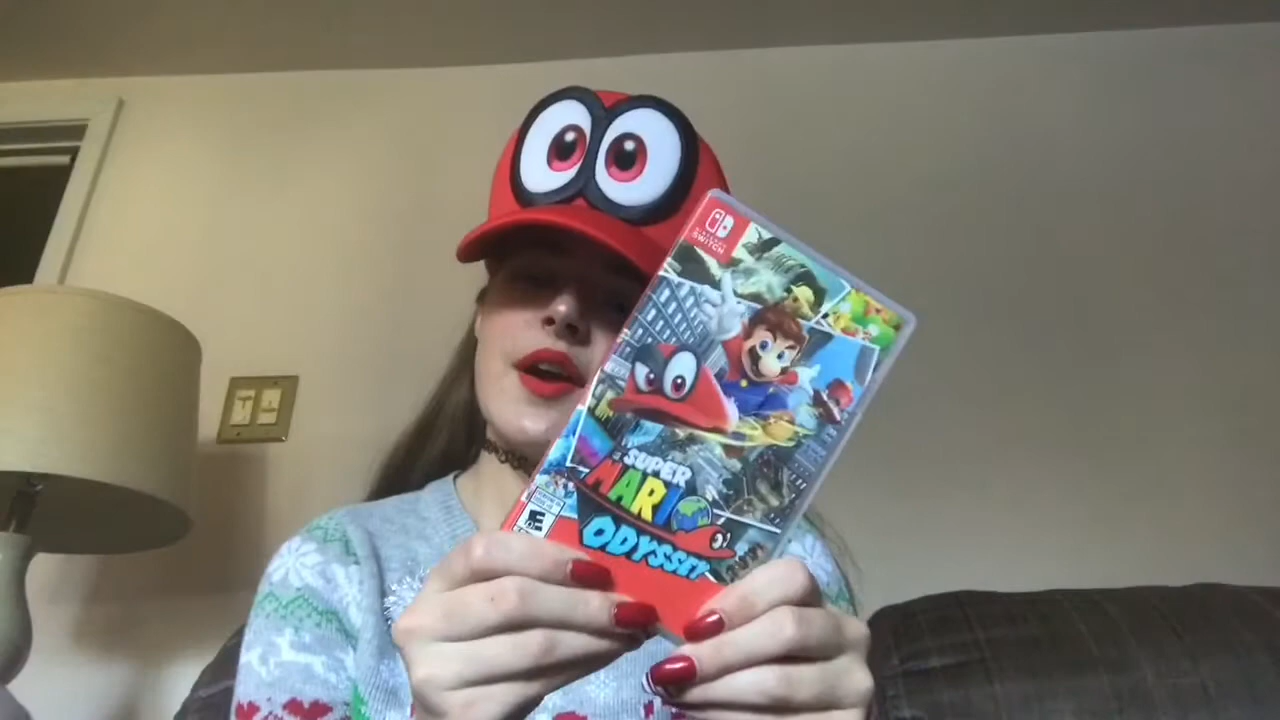 NINTENDO
SWITCH
SUPER
MARIO
ODYSSEY
E